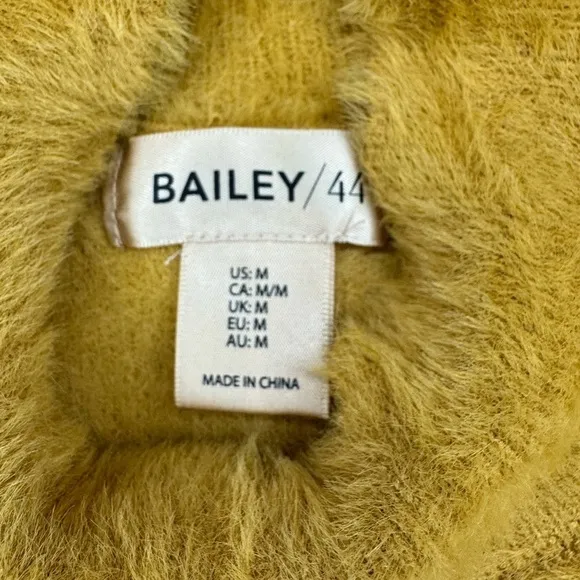 BAILEY/44
US: M
CA: M/M
UK: M
EU: M
AU: M
MADE IN CHINA